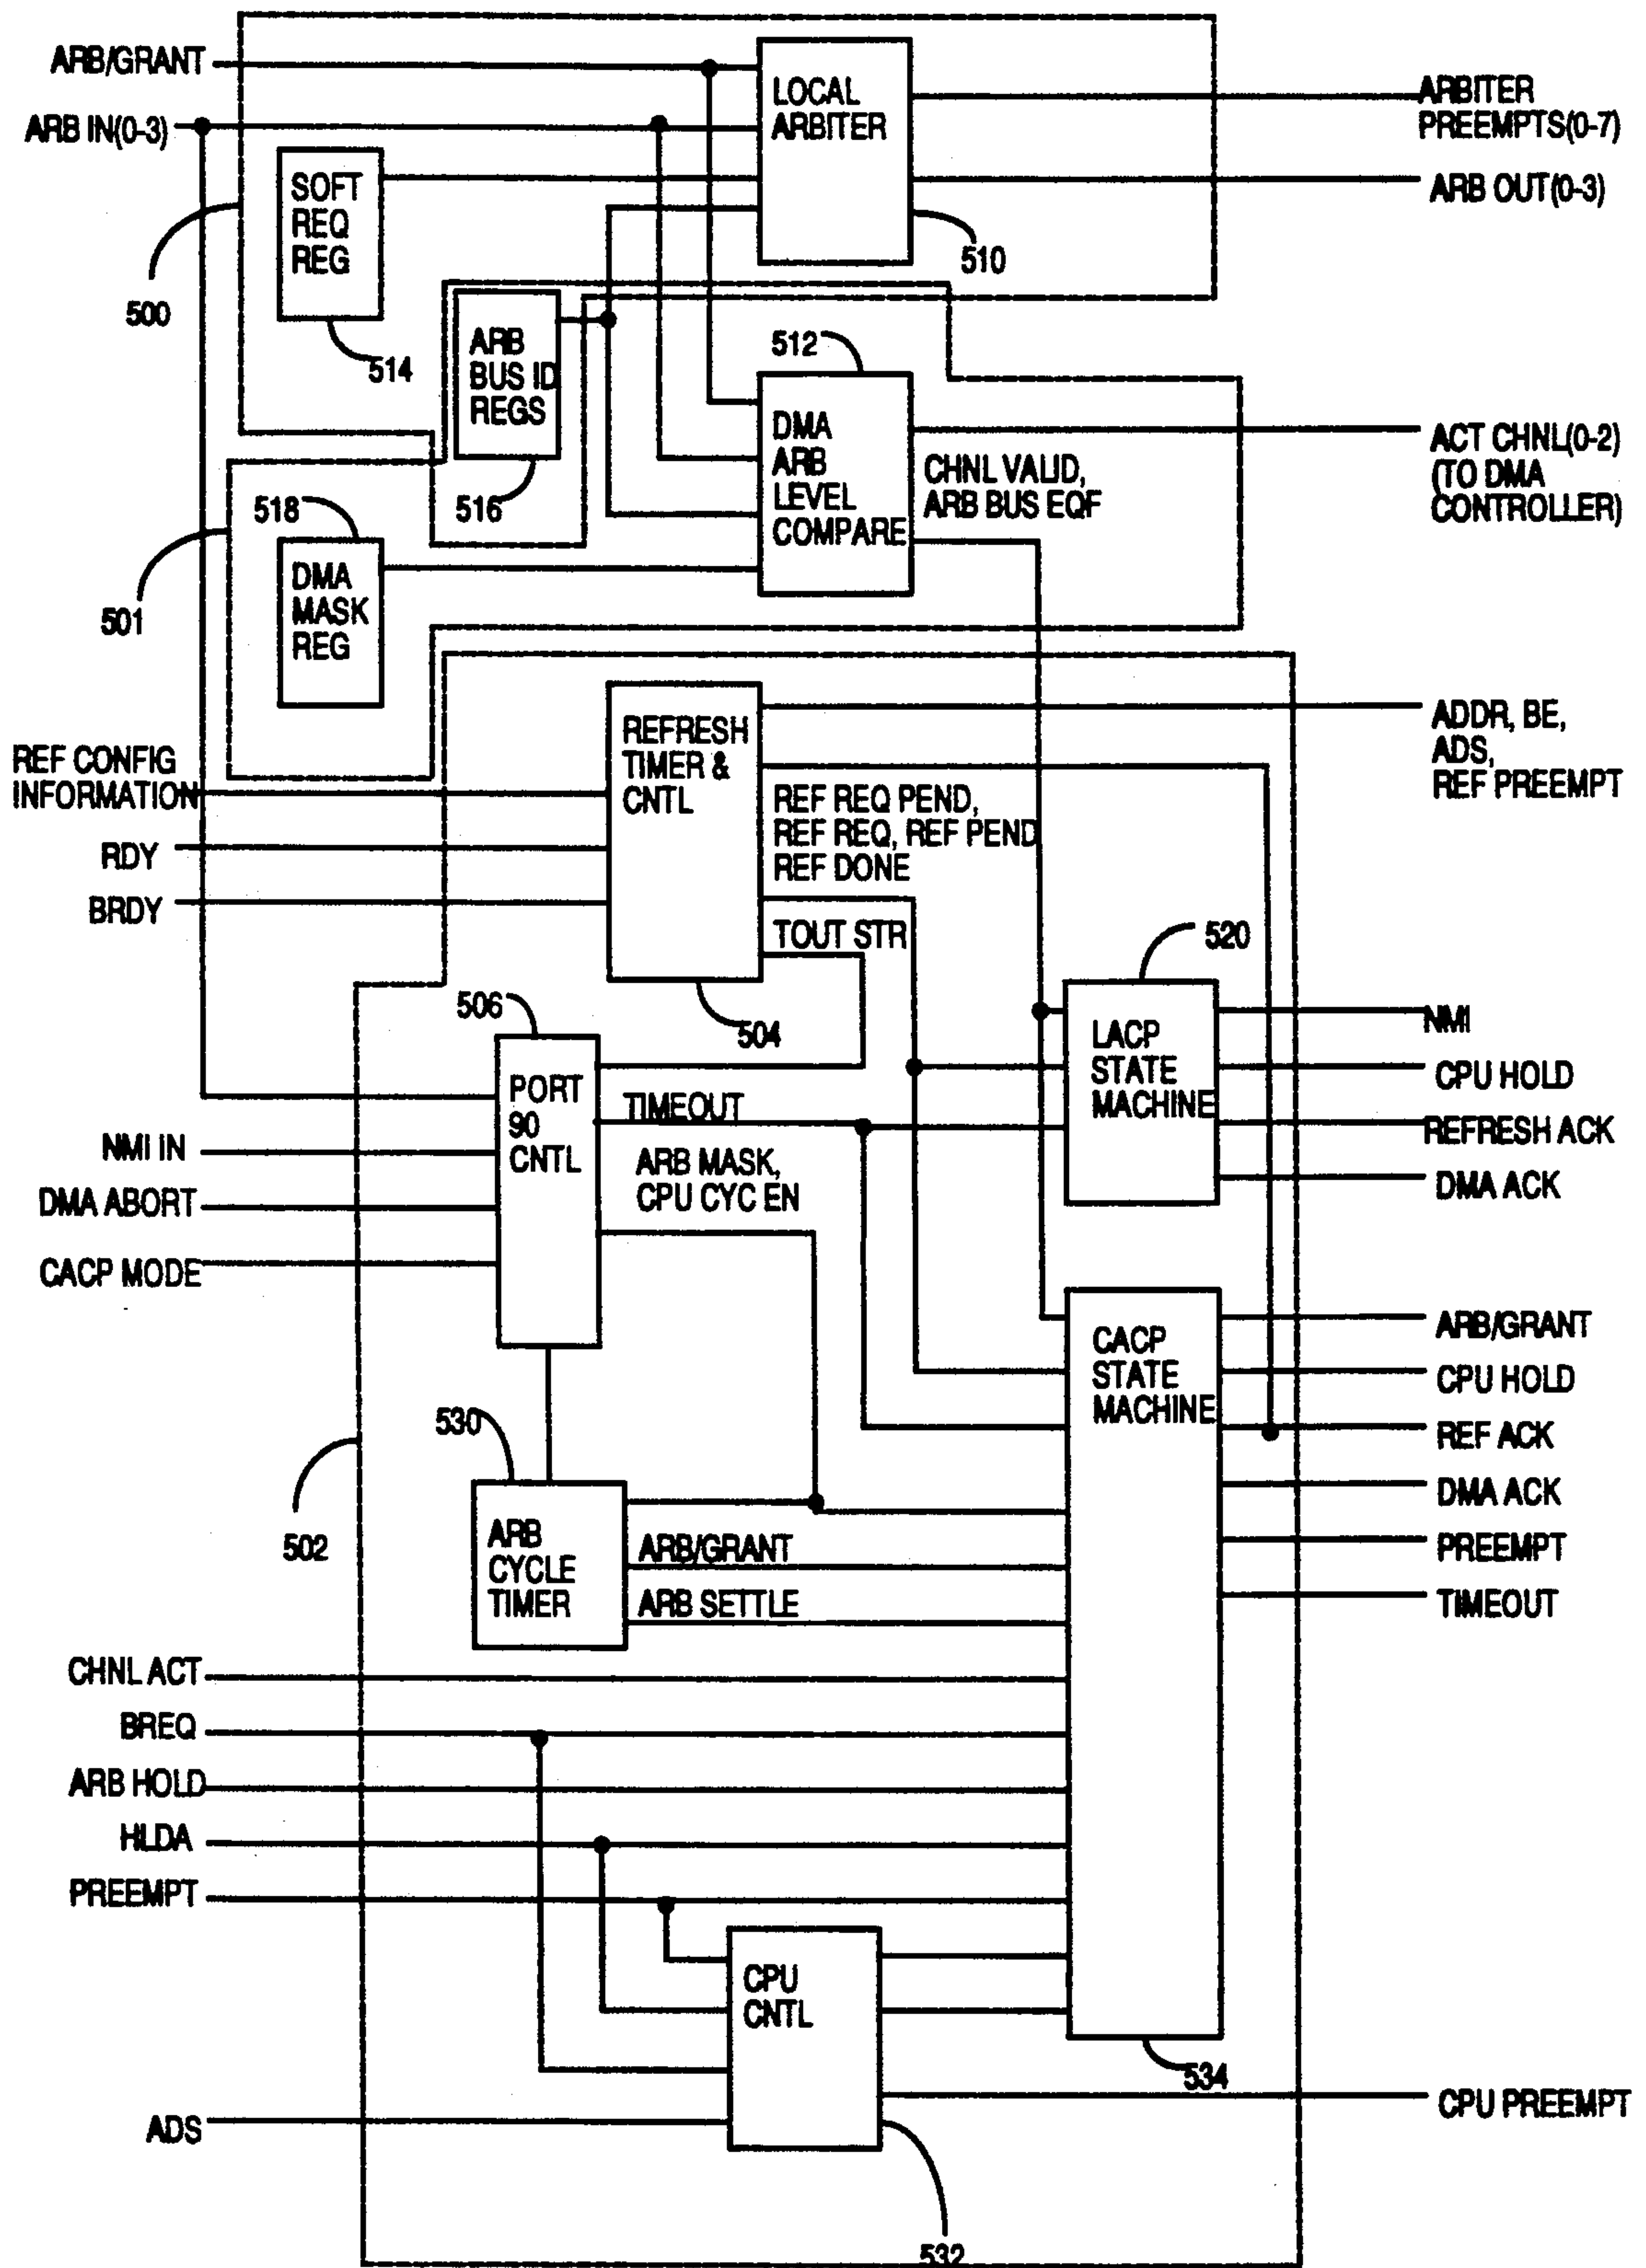 ARB/GRANT
ARB IN(0-3)
LOCAL
ARBITER
ARBITER
PREEMPTS(0-7)
ARB OUT(0-3)
SOFT
REQ
REG
510
500
514
ARB
BUS ID
REGS
512
516
DMA
ARB
LEVEL
COMPARE
CHNL VALID,
ARB BUS EQF
ACT CHNL(0-2)
(TO DMA
CONTROLLER)
518
501
DMA
MASK
REG
REF CONFIG
INFORMATION
RDY
BRDY
REFRESH
TIMER &
CNTL
REF REQ PEND,
REF REQ, REF PEND
REF DONE
TOUT STR
ADDR, BE,
ADS,
REF PREEMPT
504
506
520
PORT
90
CNTL
TIMEOUT
ARB MASK,
CPU CYC EN
LACP
STATE
MACHINE
NMI
CPU HOLD
REFRESH ACK
DMA ACK
NMI IN
DMA ABORT
CACP MODE
CACP
STATE
MACHINE
ARB/GRANT
CPU HOLD
REF ACK
DMA ACK
PREEMPT
TIMEOUT
530
502
ARB
CYCLE
TIMER
ARB/GRANT
ARB SETTLE
CHNL ACT
BREQ
ARB HOLD
HLDA
PREEMPT
CPU
CNTL
534
ADS
CPU PREEMPT
532